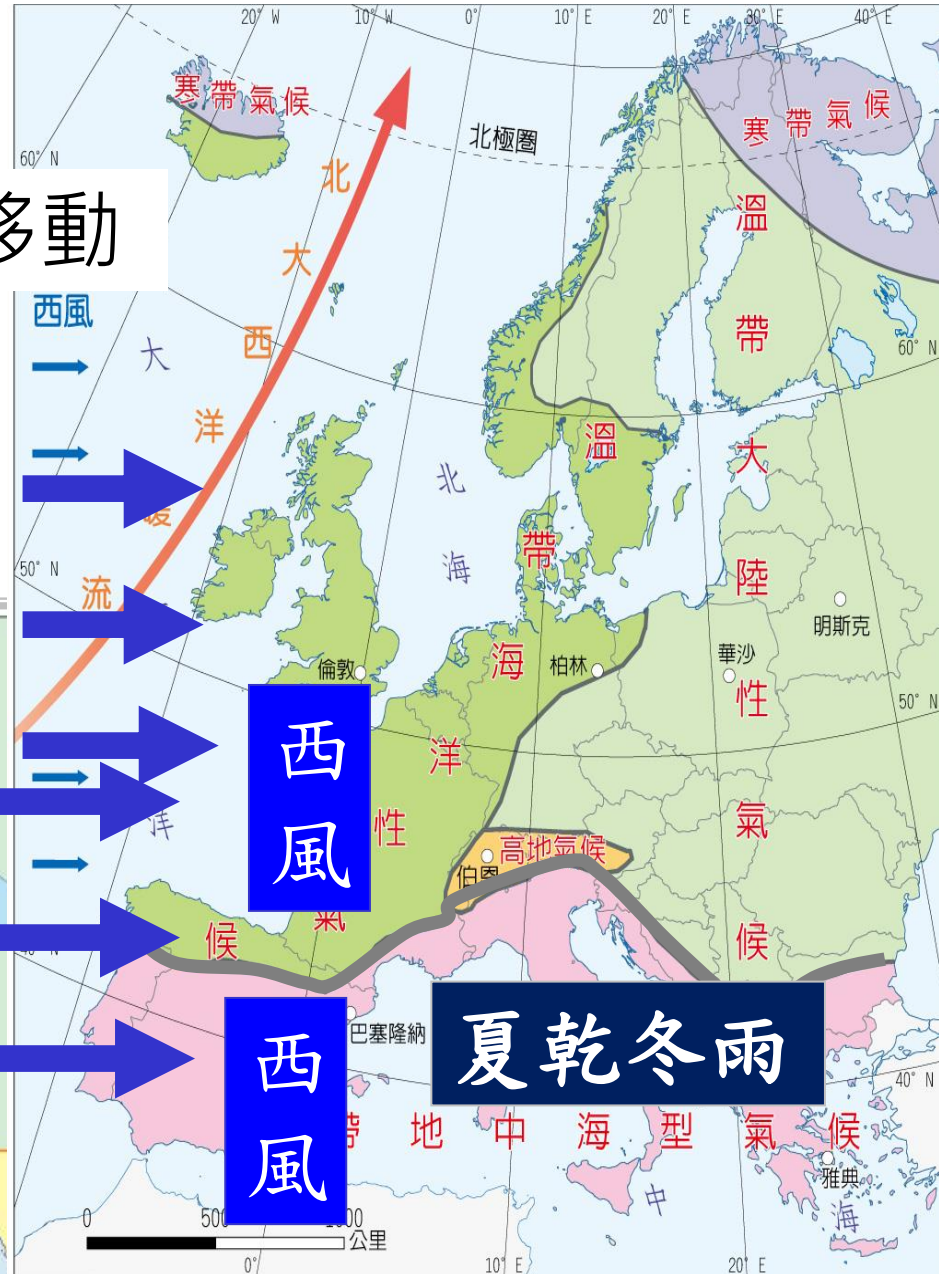 20° W 10° W 0° 10° E 20° E 30° E 40° E
寒帶氣候
北極圈
寒帶氣候
60° N
移動
西風
北大西洋暖流
大
洋
溫帶大陸性氣候
60° N
北海
溫帶海洋性氣候
50° N
倫敦
柏林
華沙
明斯克
50° N
西風
高地氣候
伯恩
巴塞隆納
西風
夏乾冬雨
40° N
帶地中海型氣候
雅典
中海
0 500 1000
公里
0° 10° E 20° E